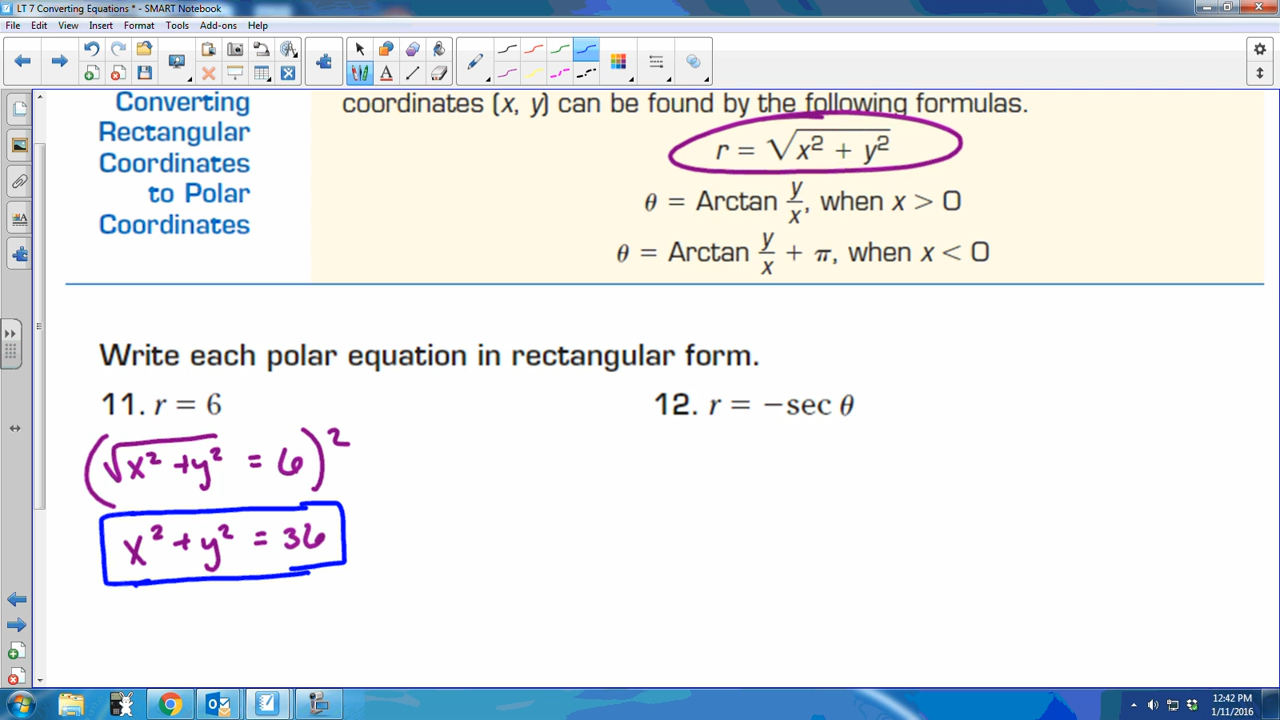 LT 7 Converting Equations * - SMART Notebook
File Edit View Insert Format Tools Add-ons Help
Converting
Rectangular
Coordinates
to Polar
Coordinates
coordinates (x, y) can be found by the following formulas.
r = √x² + y²
θ = Arctan y/x, when x > 0
θ = Arctan y/x + π, when x < 0
Write each polar equation in rectangular form.
11. r = 6
(√x² + y² = 6)²
x² + y² = 36
12. r = −sec θ
12:42 PM
1/11/2016